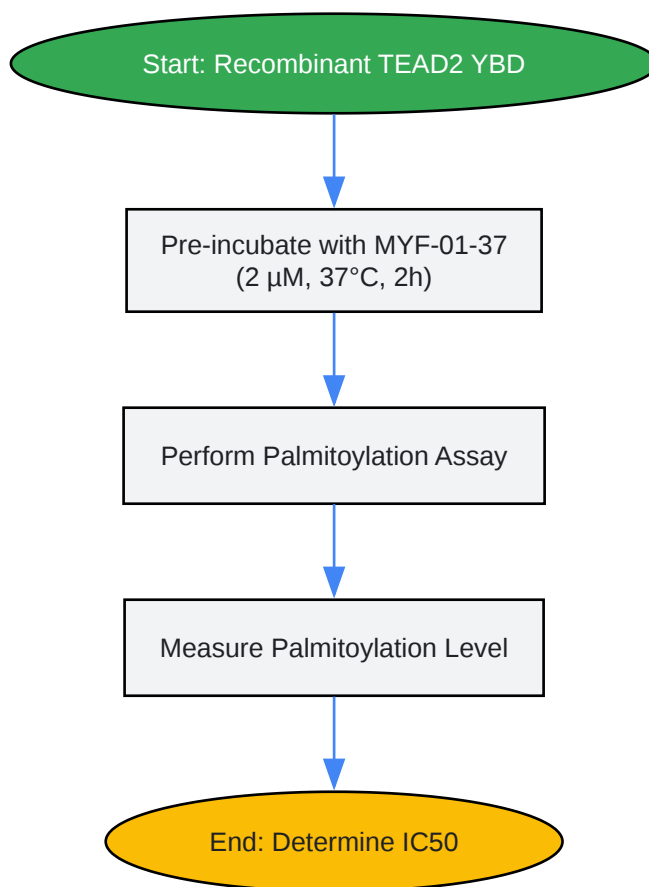 Start: Recombinant TEAD2 YBD
Pre-incubate with MYF-01-37
(2 µM, 37°C, 2h)
Perform Palmitoylation Assay
Measure Palmitoylation Level
End: Determine IC50